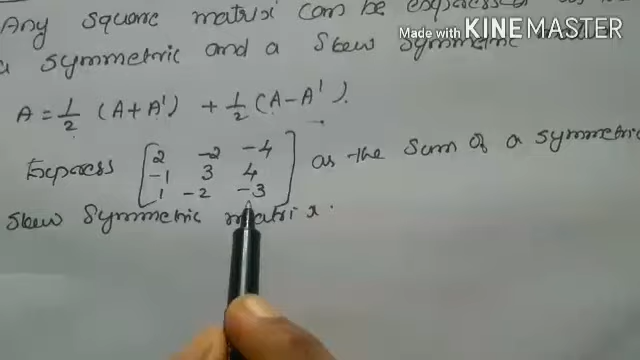 Any square matrix can be expressed
Made with KINEMASTER
a symmetric and a skew symmetric
A = 1/2 (A+A') + 1/2 (A-A').
Express [2 -2 -4
-1 3 4
1 -2 -3] as the sum of a symmetric
skew symmetric matrix.